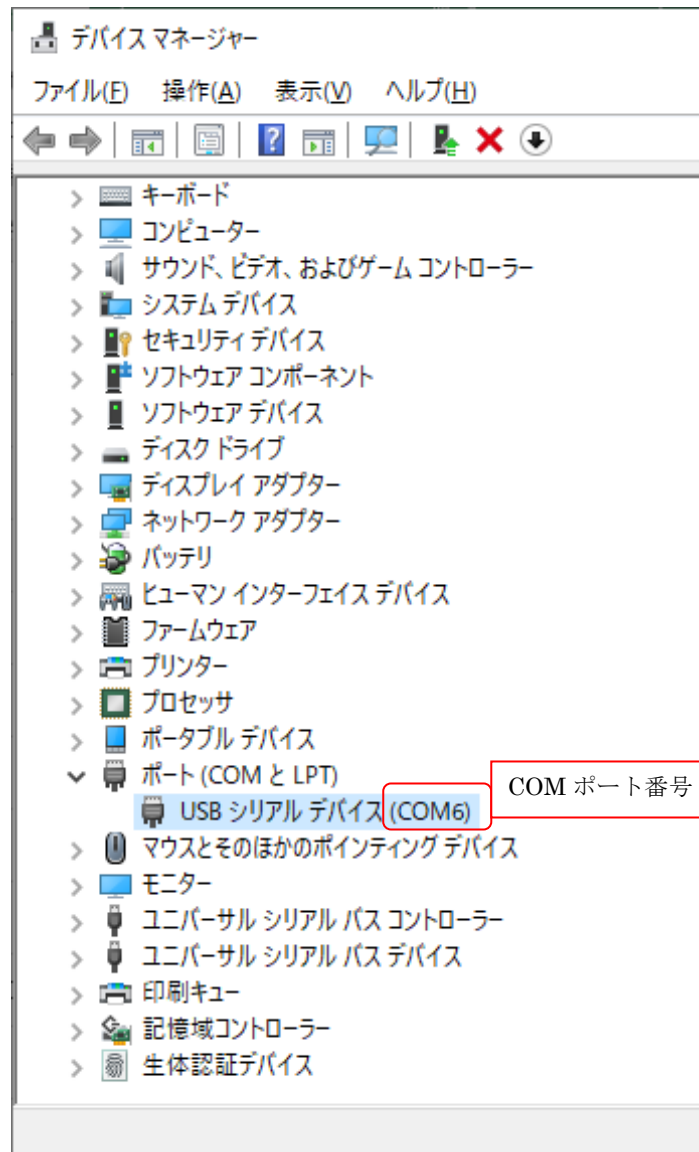 デバイス マネージャー
ファイル(F) 操作(A) 表示(V) ヘルプ(H)
キーボード
コンピューター
サウンド、ビデオ、およびゲーム コントローラー
システム デバイス
セキュリティ デバイス
ソフトウェア コンポーネント
ソフトウェア デバイス
ディスク ドライブ
ディスプレイ アダプター
ネットワーク アダプター
バッテリ
ヒューマン インターフェイス デバイス
ファームウェア
プリンター
プロセッサ
ポータブル デバイス
ポート (COM と LPT)
USB シリアル デバイス (COM6)
COM ポート番号
マウスとそのほかのポインティング デバイス
モニター
ユニバーサル シリアル バス コントローラー
ユニバーサル シリアル バス デバイス
印刷キュー
記憶域コントローラー
生体認証デバイス